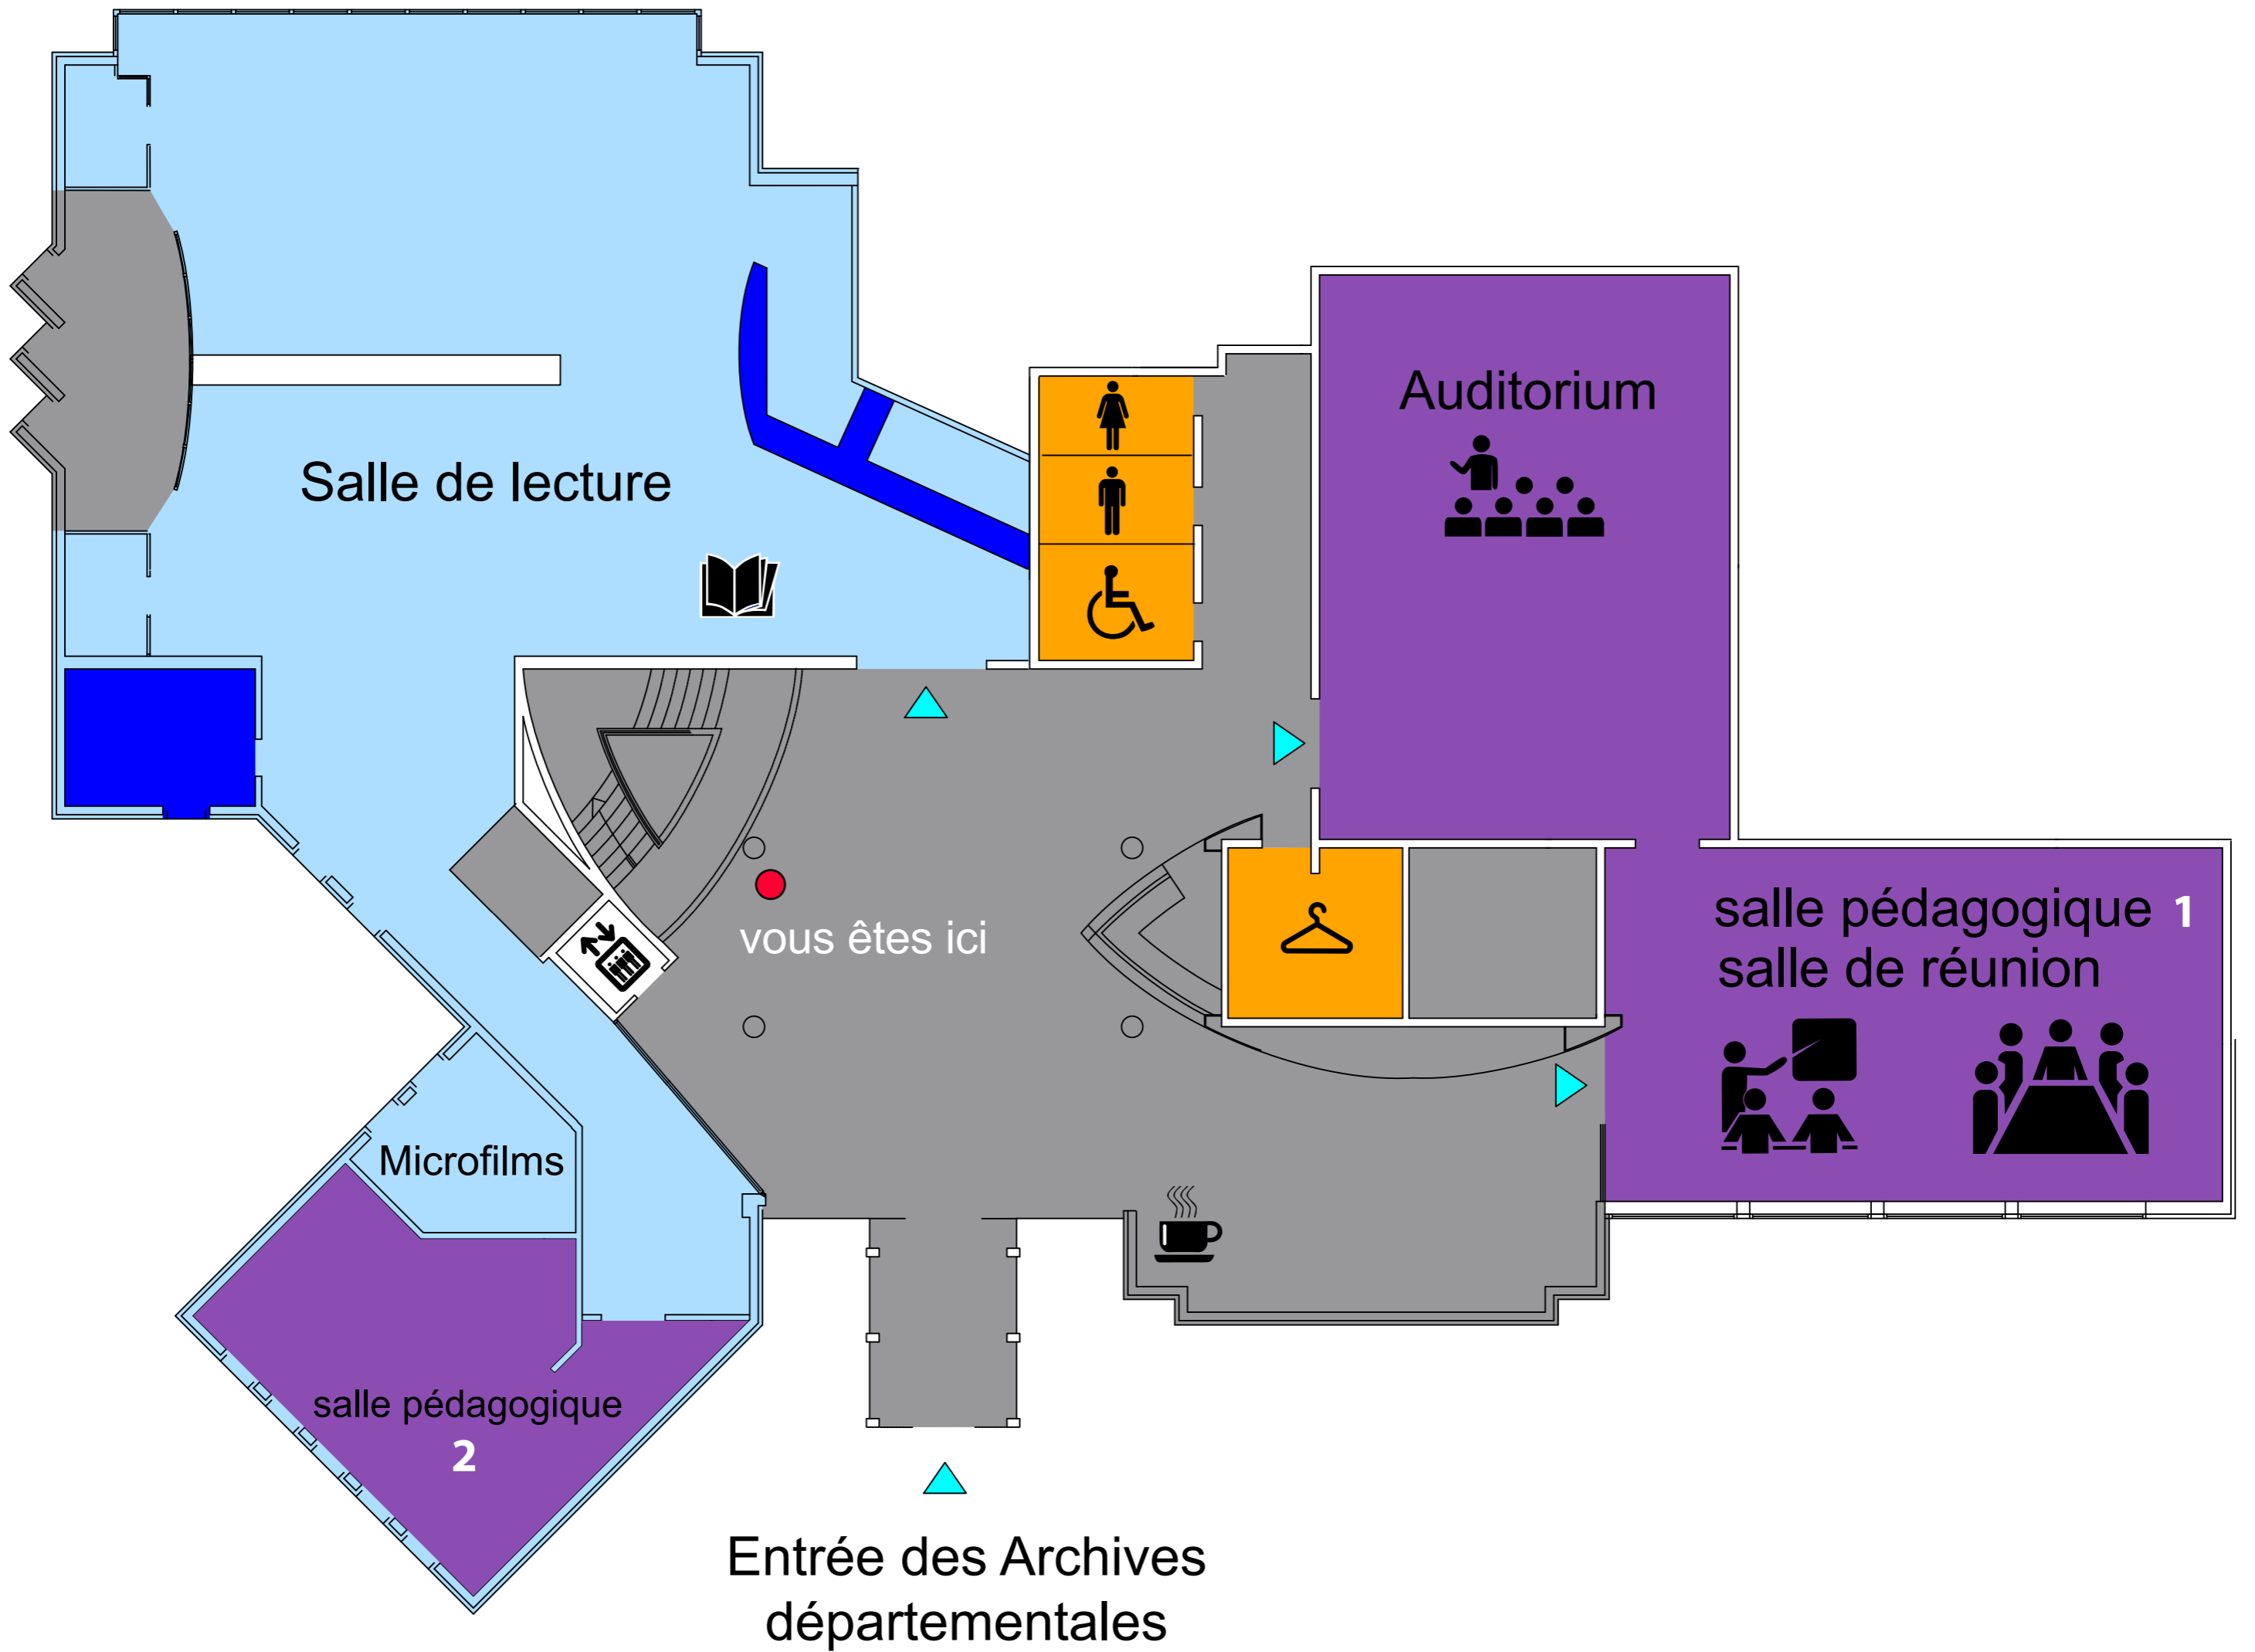 Auditorium
Salle de lecture
salle pédagogique 1
salle de réunion
vous êtes ici
Microfilms
salle pédagogique
2
Entrée des Archives
départementales